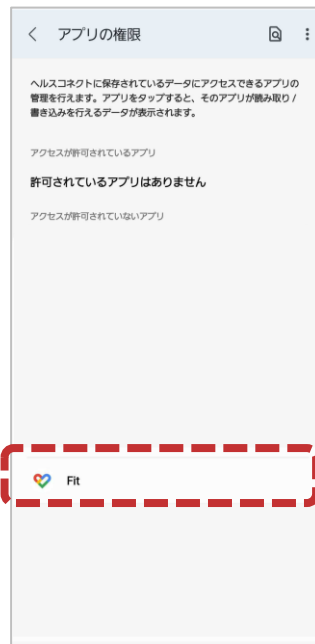 アプリの権限
ヘルスコネクトに保存されているデータにアクセスできるアプリの
管理を行えます。アプリをタップすると、そのアプリが読み取り /
書き込みを行えるデータが表示されます。
アクセスが許可されているアプリ
許可されているアプリはありません
アクセスが許可されていないアプリ
Fit